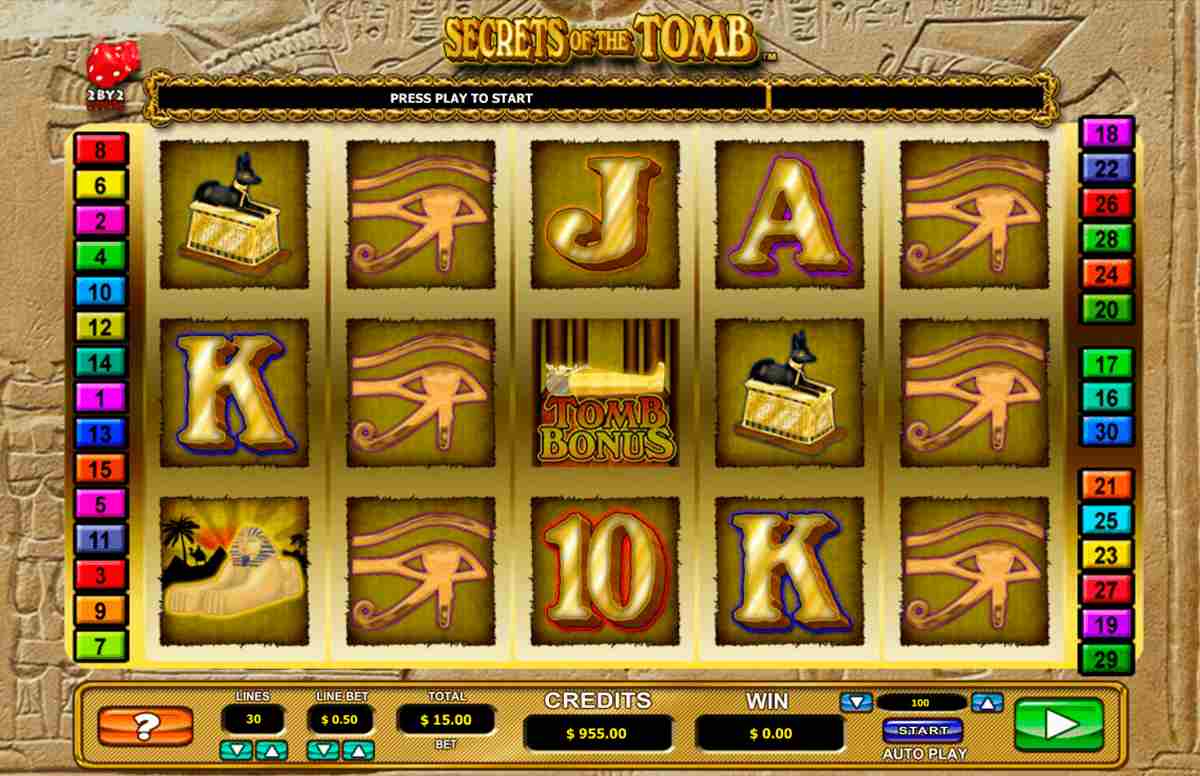 SECRETS OF THE TOMB™
2BY2
PRESS PLAY TO START
8
6
2
4
10
12
14
1
13
15
5
11
3
9
7
J
A
K
TOMB
BONUS
10
K
18
22
26
28
24
20
17
16
30
21
25
23
27
19
29
?
LINES
30
LINE BET
$ 0.50
TOTAL
$ 15.00
BET
CREDITS
$ 955.00
WIN
$ 0.00
100
START
AUTO PLAY